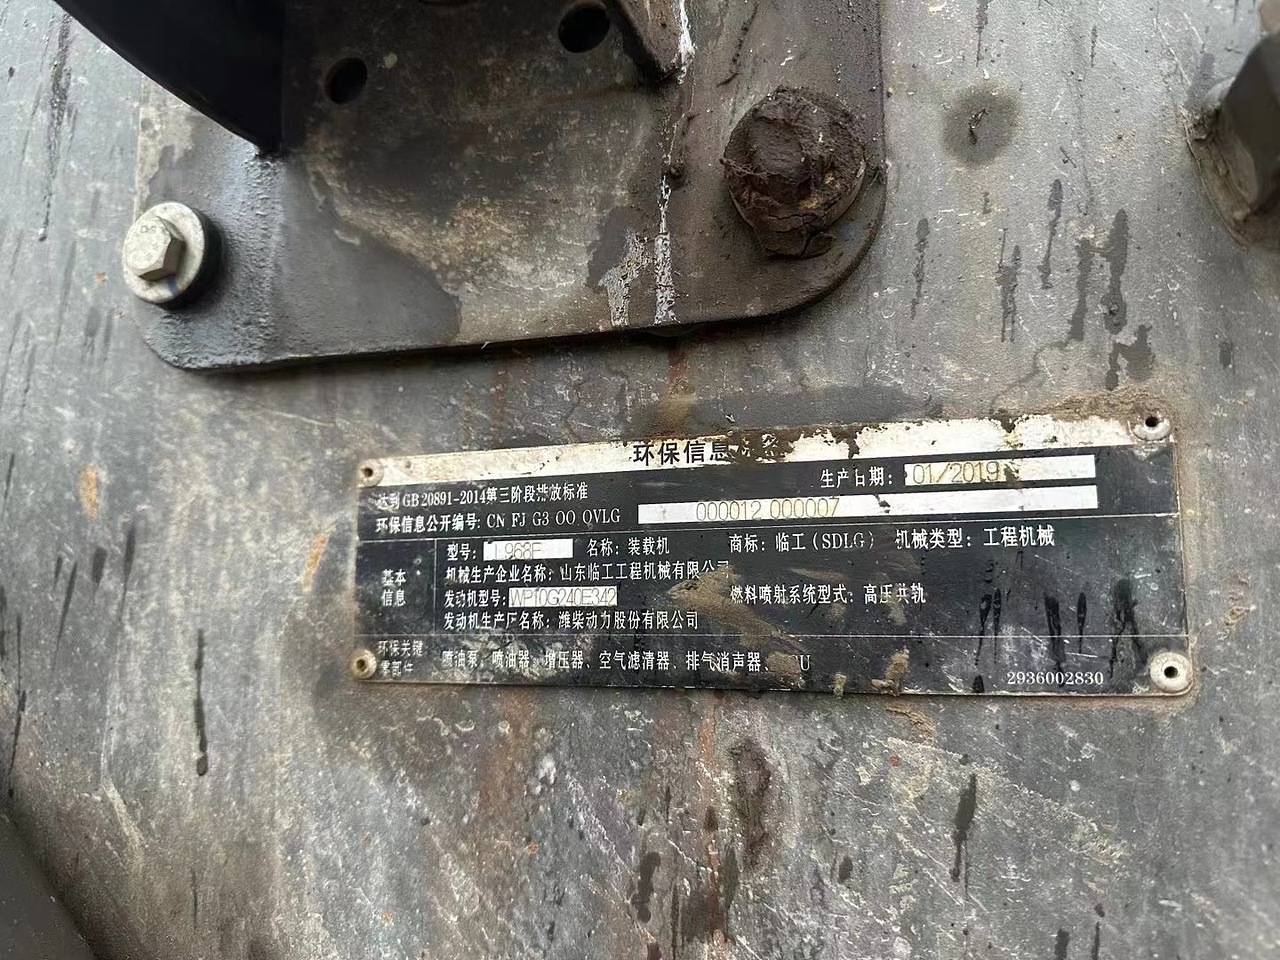 环保信息
生产日期: 01/2019
达到GB 20891-2014第三阶段排放标准
环保信息公开编号: CN FJ G3 OO QVLG 000012 000007
型号: L968F 名称: 装载机 商标: 临工(SDLG) 机械类型: 工程机械
基本信息
机械生产企业名称: 山东临工工程机械有限公司
发动机型号: WP10G240E342 燃料喷射系统型式: 高压共轨
发动机生产厂名称: 潍柴动力股份有限公司
环保关键零部件
喷油泵、喷油器、增压器、空气滤清器、排气消声器、
2936002830